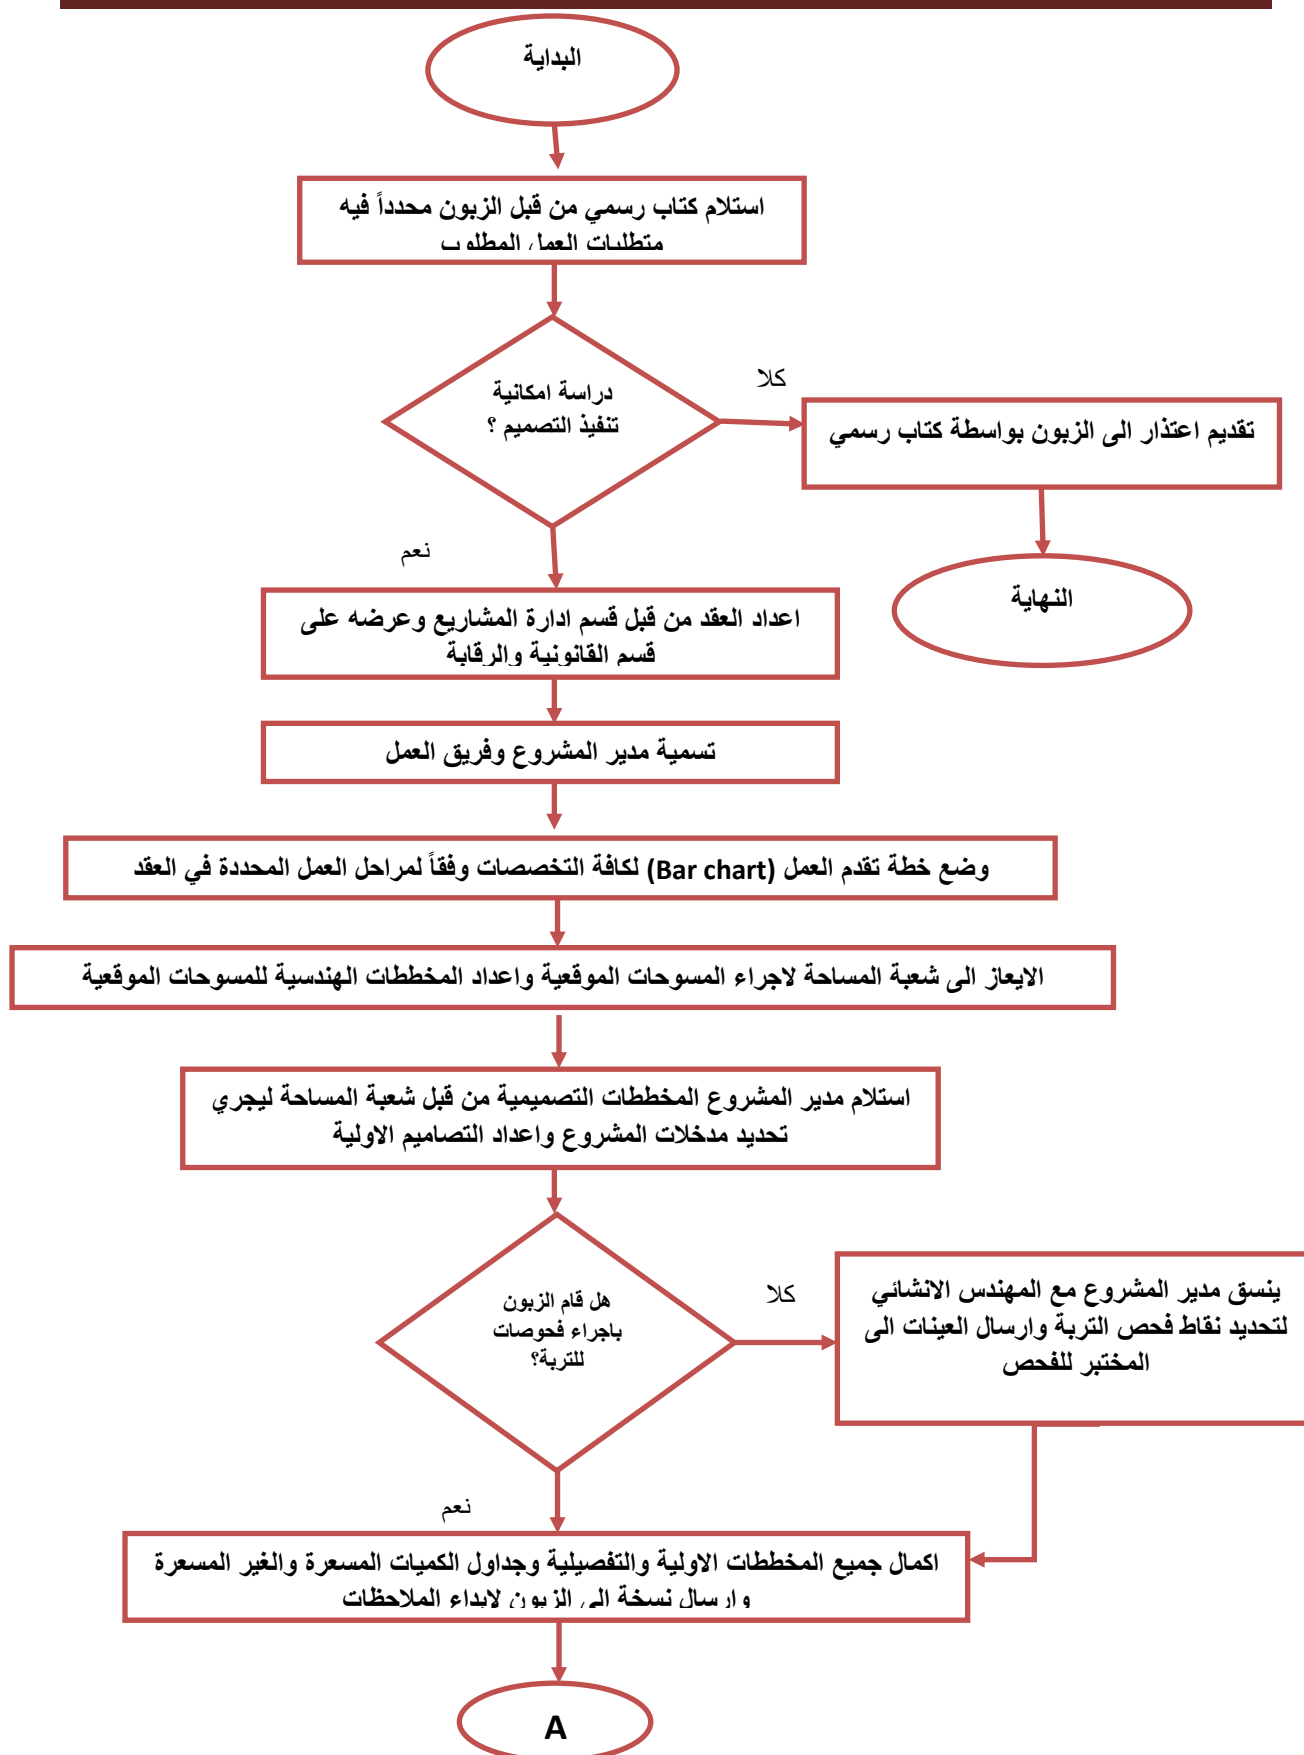 البداية
استلام كتاب رسمي من قبل الزبون محدداً فيه
متطلبات العمل المطلوب
دراسة امكانية
تنفيذ التصميم ؟
كلا
تقديم اعتذار الى الزبون بواسطة كتاب رسمي
النهاية
نعم
اعداد العقد من قبل قسم ادارة المشاريع وعرضه على
قسم القانونية والرقابة
تسمية مدير المشروع وفريق العمل
وضع خطة تقدم العمل (Bar chart) لكافة التخصصات وفقاً لمراحل العمل المحددة في العقد
الايعاز الى شعبة المساحة لاجراء المسوحات الموقعية واعداد المخططات الهندسية للمسوحات الموقعية
استلام مدير المشروع المخططات التصميمية من قبل شعبة المساحة ليجري
تحديد مدخلات المشروع واعداد التصاميم الاولية
هل قام الزبون
باجراء فحوصات
للتربة؟
كلا
ينسق مدير المشروع مع المهندس الانشائي
لتحديد نقاط فحص التربة وارسال العينات الى
المختبر للفحص
نعم
اكمال جميع المخططات الاولية والتفصيلية وجداول الكميات المسعرة والغير المسعرة
وارسال نسخة الى الزبون لابداء الملاحظات
A